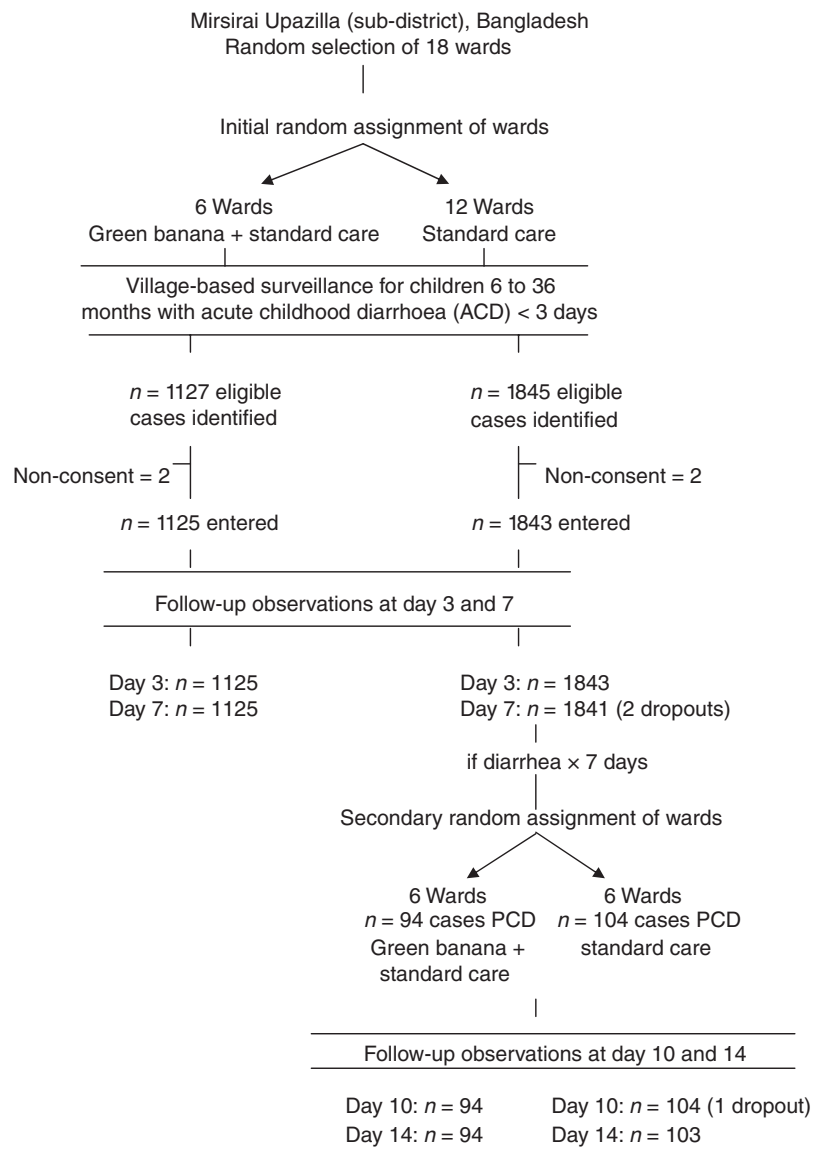 Mirsirai Upazilla (sub-district), Bangladesh
Random selection of 18 wards
Initial random assignment of wards
6 Wards
Green banana + standard care
12 Wards
Standard care
Village-based surveillance for children 6 to 36
months with acute childhood diarrhoea (ACD) < 3 days
n = 1127 eligible
cases identified
n = 1845 eligible
cases identified
Non-consent = 2
Non-consent = 2
n = 1125 entered
n = 1843 entered
Follow-up observations at day 3 and 7
Day 3: n = 1125
Day 7: n = 1125
Day 3: n = 1843
Day 7: n = 1841 (2 dropouts)
if diarrhea × 7 days
Secondary random assignment of wards
6 Wards
n = 94 cases PCD
Green banana +
standard care
6 Wards
n = 104 cases PCD
standard care
Follow-up observations at day 10 and 14
Day 10: n = 94
Day 14: n = 94
Day 10: n = 104 (1 dropout)
Day 14: n = 103